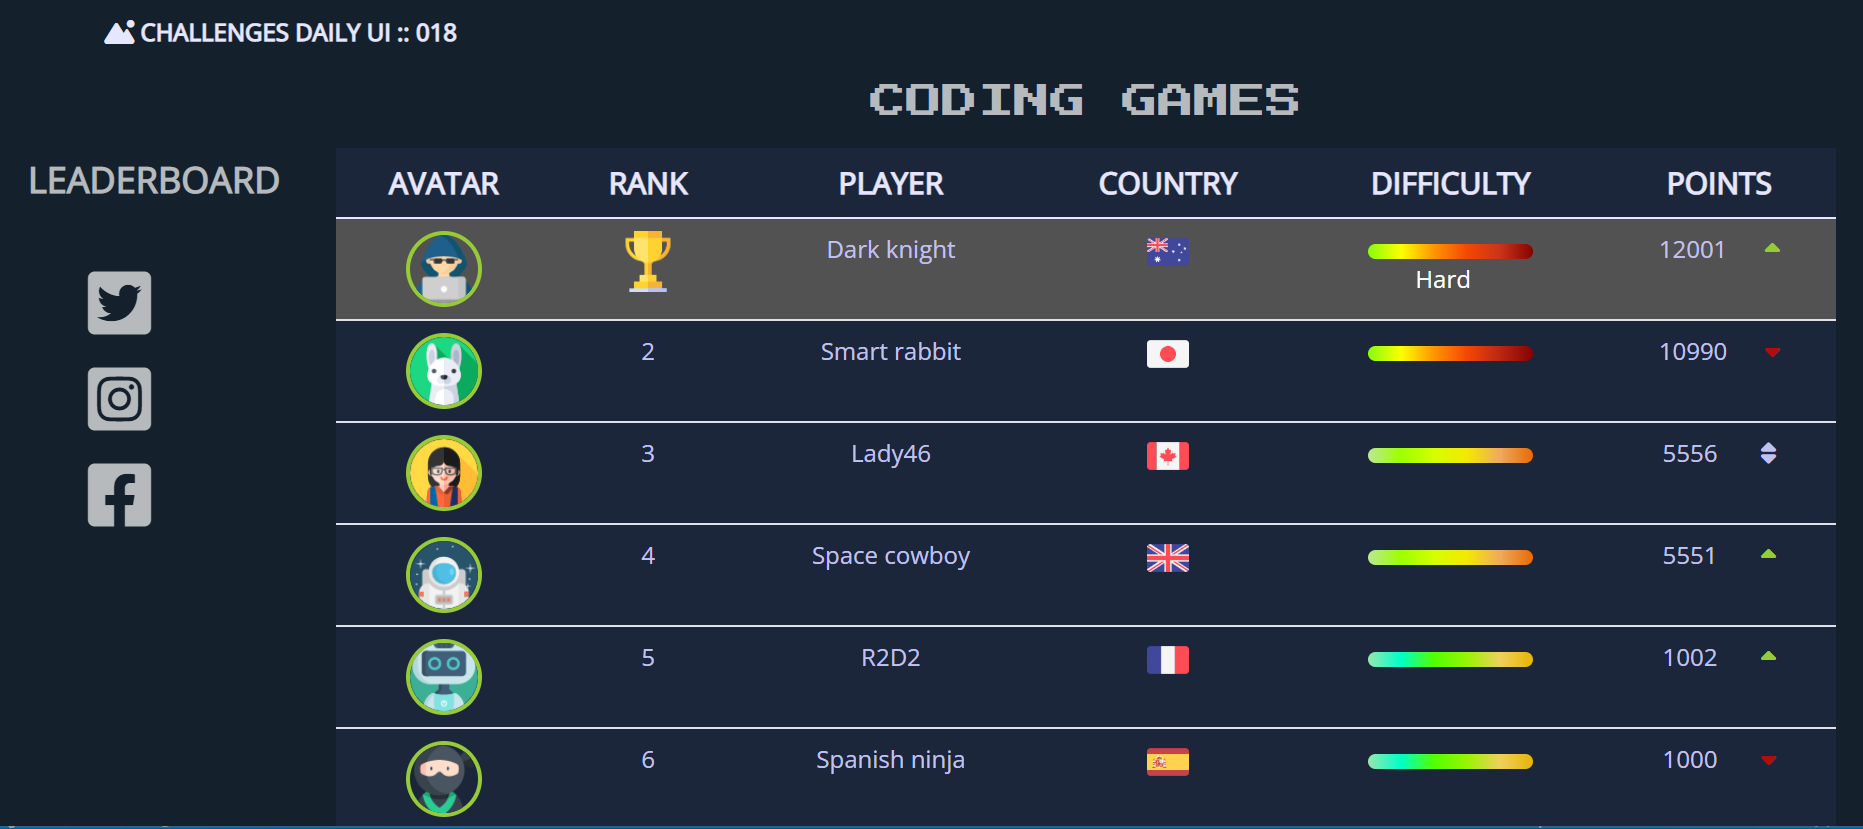 CHALLENGES DAILY UI :: 018
CODING GAMES
LEADERBOARD
AVATAR RANK PLAYER COUNTRY DIFFICULTY POINTS
Dark knight 12001
Hard
2 Smart rabbit 10990
3 Lady46 5556
4 Space cowboy 5551
5 R2D2 1002
6 Spanish ninja 1000